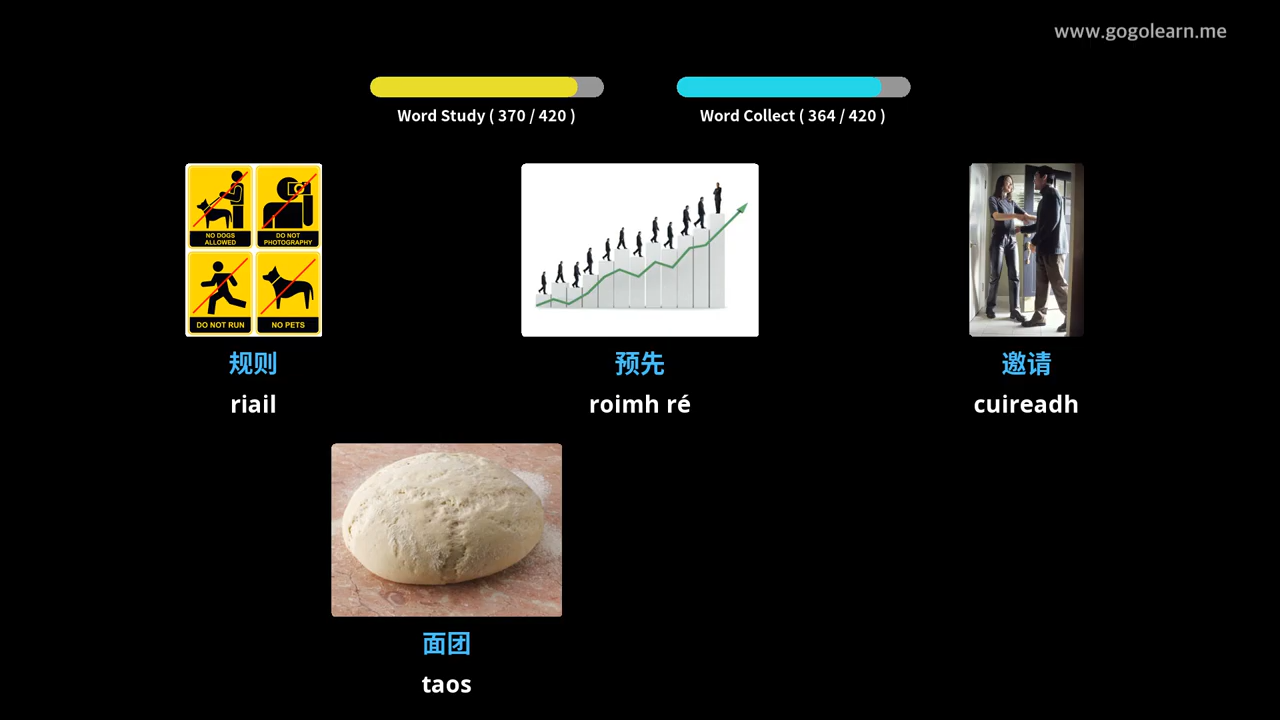 www.gogolearn.me
Word Study ( 370 / 420 )
Word Collect ( 364 / 420 )
NO DOGS
ALLOWED
DO NOT
PHOTOGRAPHY
DO NOT RUN
NO PETS
规则
预先
邀请
riail
roimh ré
cuireadh
面团
taos